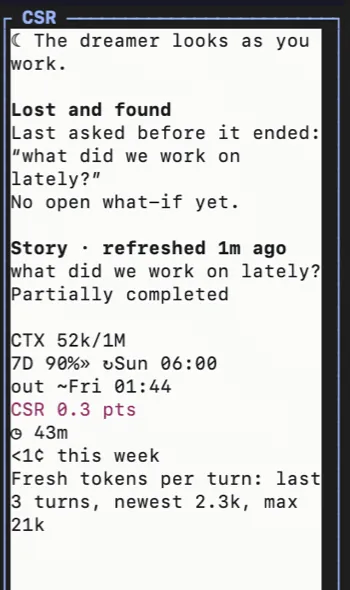 CSR
☾ The dreamer looks as you
work.
Lost and found
Last asked before it ended:
“what did we work on
lately?”
No open what-if yet.
Story · refreshed 1m ago
what did we work on lately?
Partially completed
CTX 52k/1M
7D 90%» ↻Sun 06:00
out ~Fri 01:44
CSR 0.3 pts
◷ 43m
<1¢ this week
Fresh tokens per turn: last
3 turns, newest 2.3k, max
21k